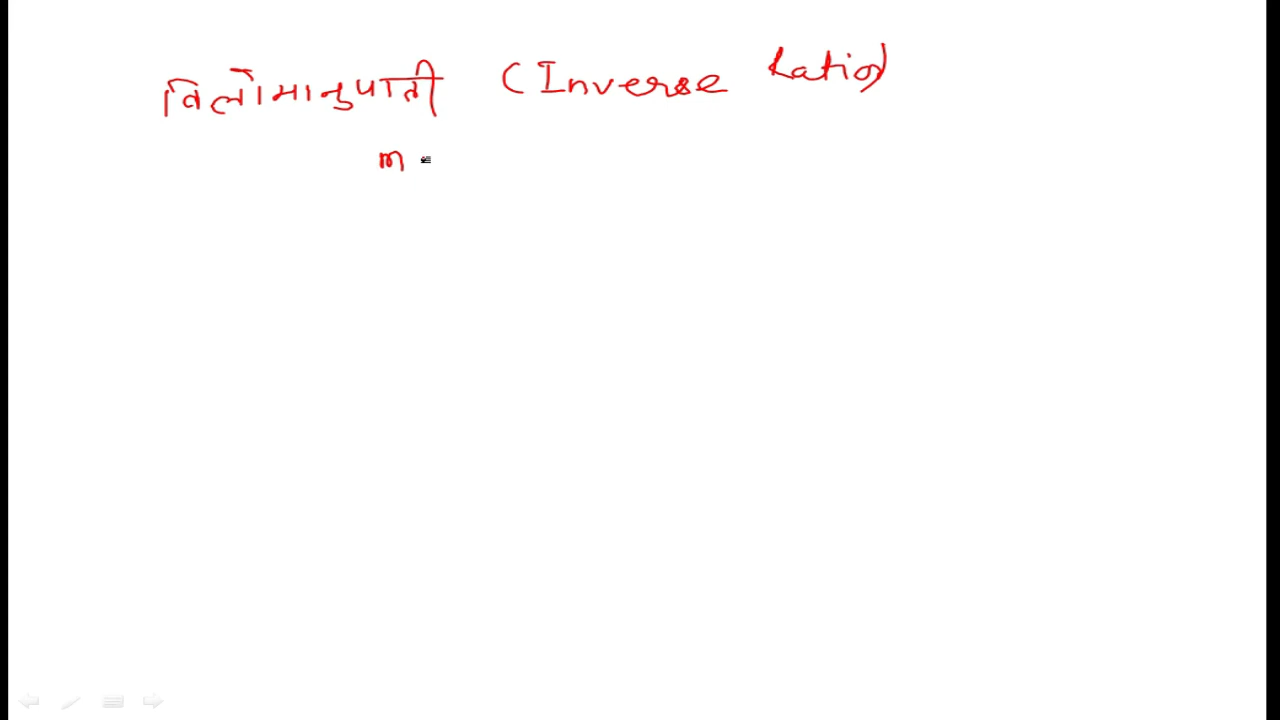 विलोमानुपाती (Inverse Ratio)
m =